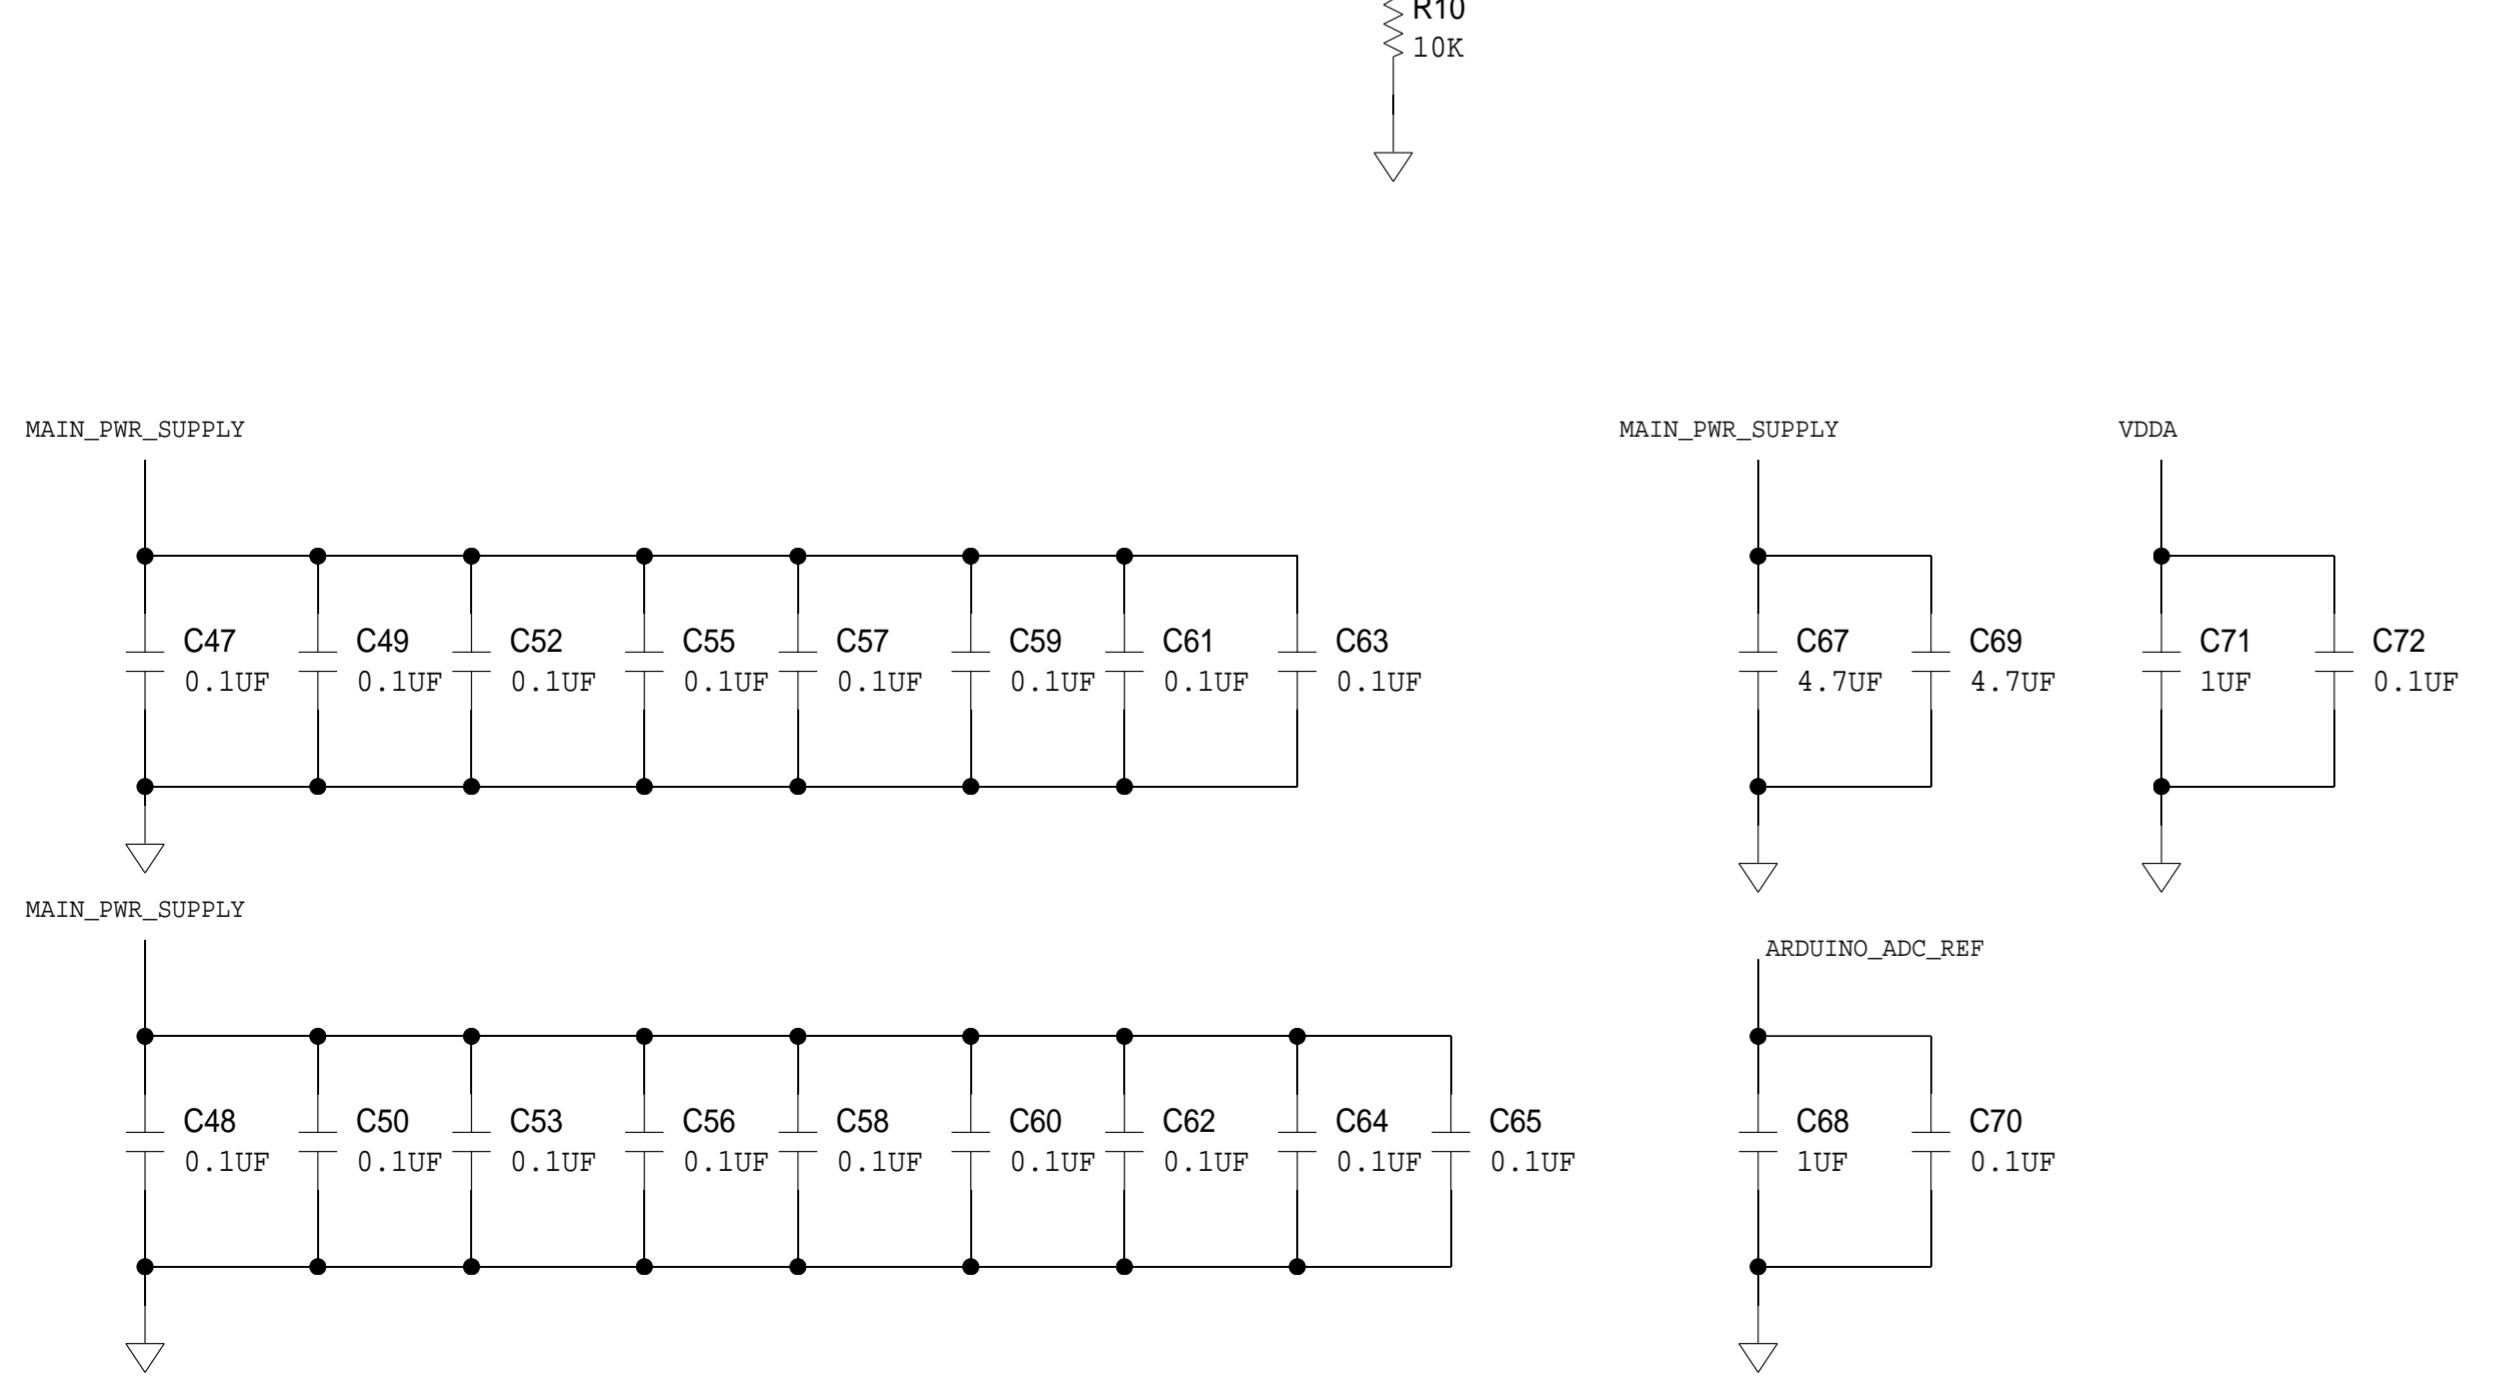 R10
10K
MAIN_PWR_SUPPLY
MAIN_PWR_SUPPLY
VDDA
C47
0.1UF
C49
0.1UF
C52
0.1UF
C55
0.1UF
C57
0.1UF
C59
0.1UF
C61
0.1UF
C63
0.1UF
C67
4.7UF
C69
4.7UF
C71
1UF
C72
0.1UF
MAIN_PWR_SUPPLY
ARDUINO_ADC_REF
C48
0.1UF
C50
0.1UF
C53
0.1UF
C56
0.1UF
C58
0.1UF
C60
0.1UF
C62
0.1UF
C64
0.1UF
C65
0.1UF
C68
1UF
C70
0.1UF